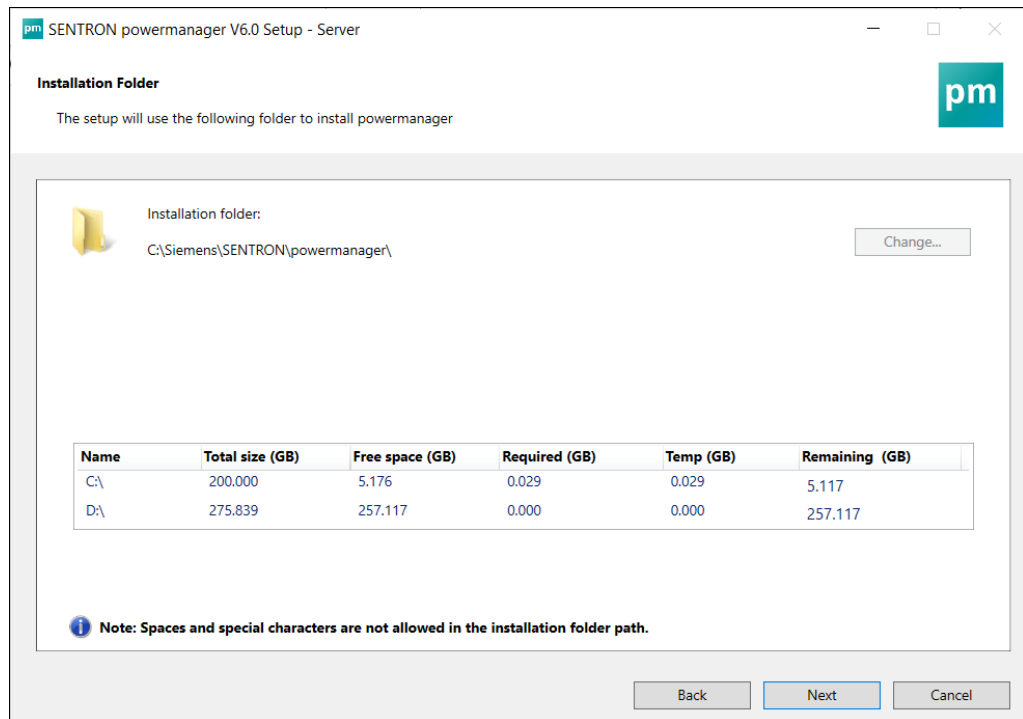 pm SENTRON powermanager V6.0 Setup - Server
Installation Folder
The setup will use the following folder to install powermanager
pm
Installation folder:
C:\Siemens\SENTRON\powermanager\
Change...
Name Total size (GB) Free space (GB) Required (GB) Temp (GB) Remaining (GB)
C:\ 200.000 5.176 0.029 0.029 5.117
D:\ 275.839 257.117 0.000 0.000 257.117
Note: Spaces and special characters are not allowed in the installation folder path.
Back Next Cancel